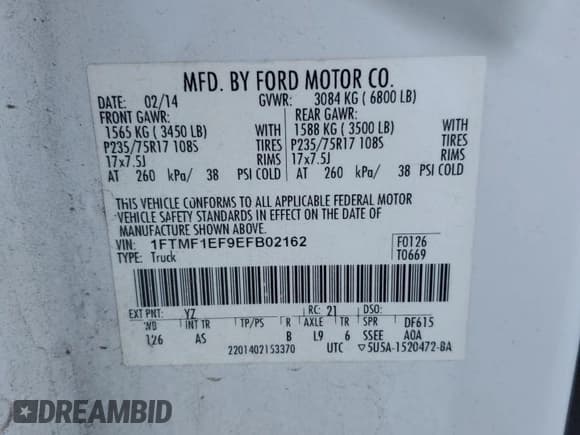 MFD. BY FORD MOTOR CO.
DATE: 02/14 GVWR: 3084 KG ( 6800 LB)
FRONT GAWR: REAR GAWR:
1565 KG ( 3450 LB) WITH 1588 KG ( 3500 LB) WITH
P235/75R17 108S TIRES P235/75R17 108S TIRES
17x7.5J RIMS 17x7.5J RIMS
AT 260 kPa/ 38 PSI COLD AT 260 kPa/ 38 PSI COLD
THIS VEHICLE CONFORMS TO ALL APPLICABLE FEDERAL MOTOR
VEHICLE SAFETY STANDARDS IN EFFECT ON THE DATE OF
MANUFACTURE SHOWN ABOVE.
VIN: 1FTMF1EF9EFB02162 F0126
TYPE: Truck T0669
EXT PNT: YZ RC: 21 DSO:
WB INT TR TP/PS R AXLE TR SPR DF615
126 AS B L9 6 SSEE AOA
2201402153370 UTC ▽5U5A-1520472-BA
DREAMBID